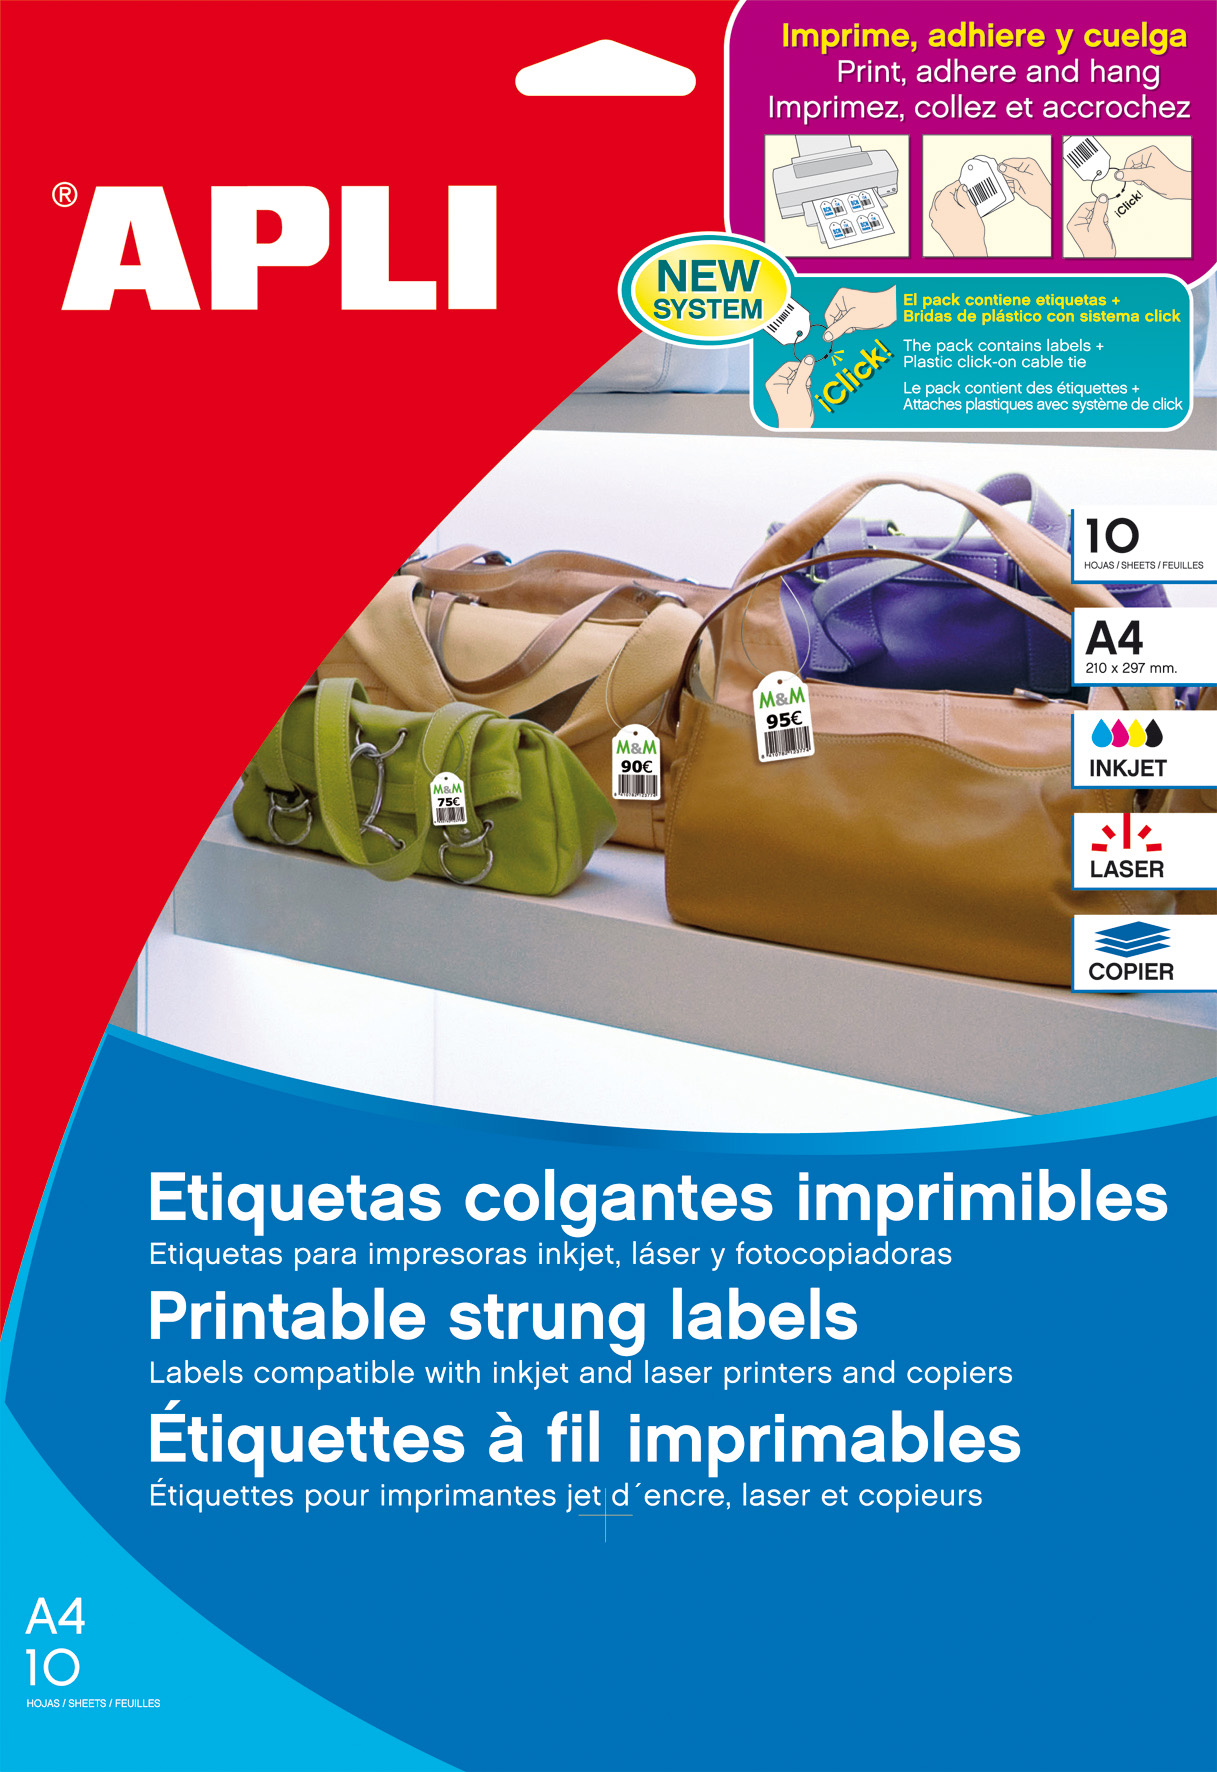 Imprime, adhiere y cuelga
Print, adhere and hang
Imprimez, collez et accrochez
®APLI
¡Click!
NEW
SYSTEM
¡Click!
El pack contiene etiquetas +
Bridas de plástico con sistema click
The pack contains labels +
Plastic click-on cable tie
Le pack contient des étiquettes +
Attaches plastiques avec système de click
10
HOJAS / SHEETS / FEUILLES
A4
210 x 297 mm.
INKJET
LASER
COPIER
M&M
95€
M&M
90€
M&M
75€
Etiquetas colgantes imprimibles
Etiquetas para impresoras inkjet, láser y fotocopiadoras
Printable strung labels
Labels compatible with inkjet and laser printers and copiers
Étiquettes à fil imprimables
Étiquettes pour imprimantes jet d´encre, laser et copieurs
A4
10
HOJAS / SHEETS / FEUILLES